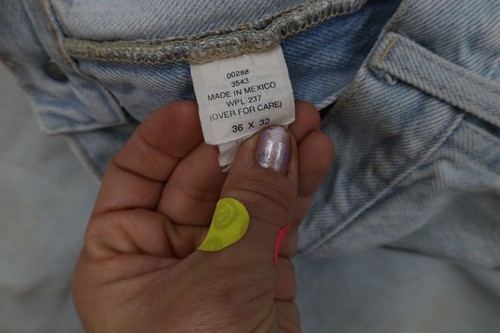 00288
3543
MADE IN MEXICO
WPL-237
(OVER FOR CARE)
36 X 32